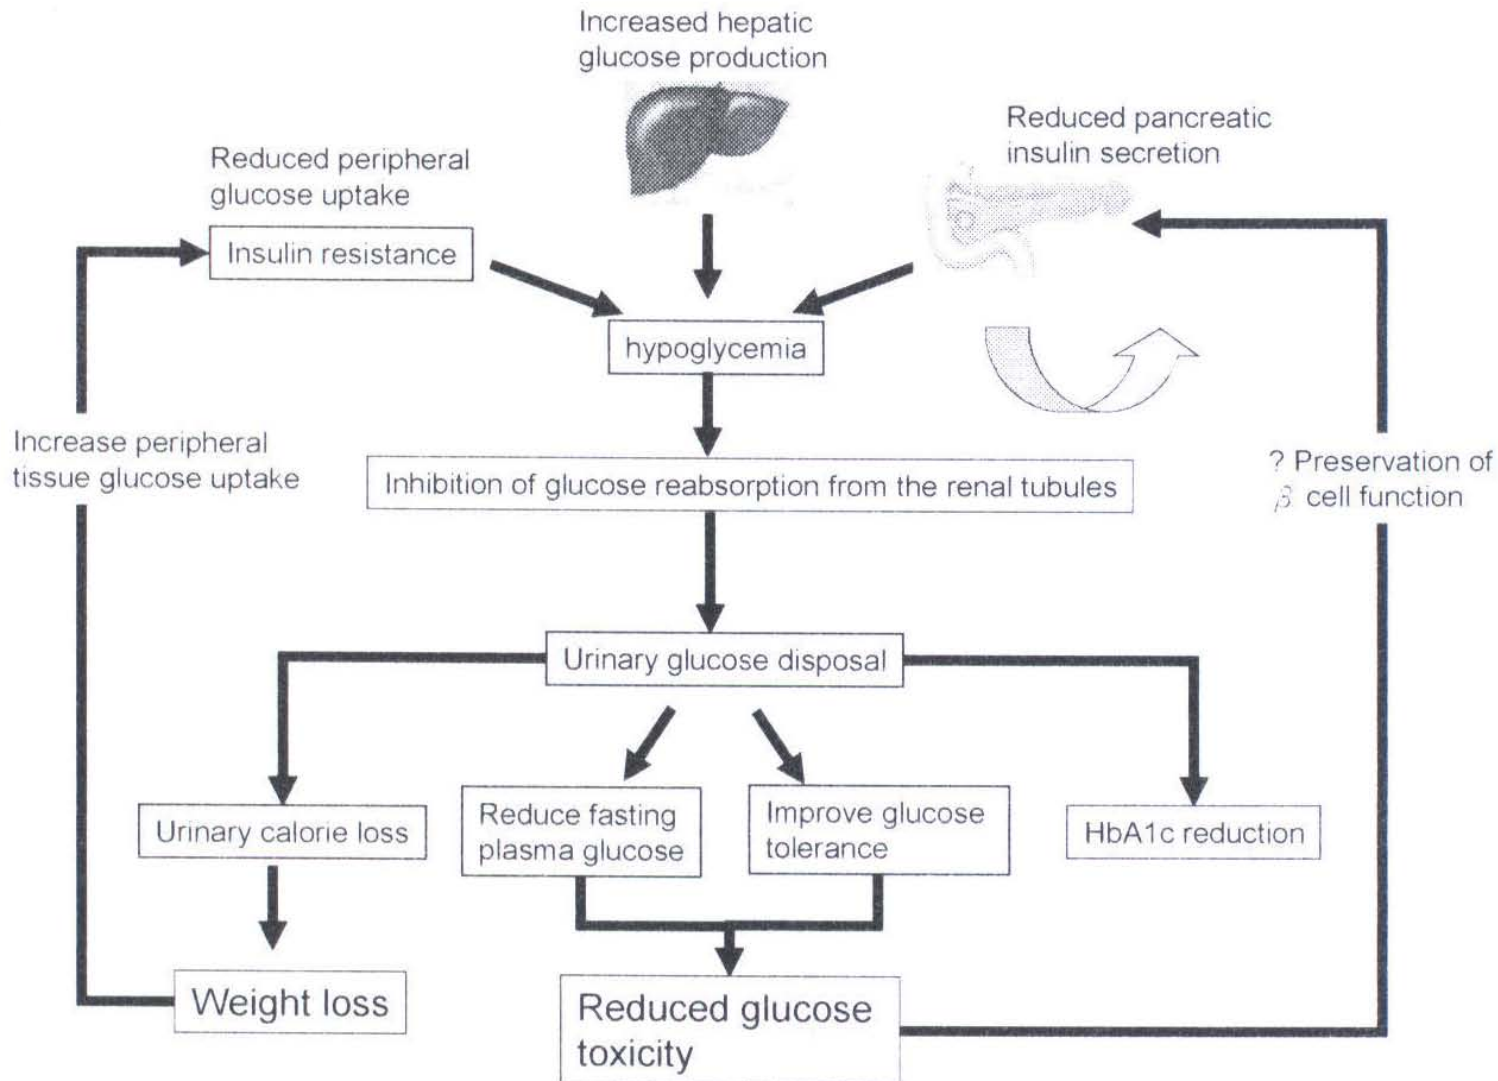 Increased hepatic
glucose production
Reduced pancreatic
insulin secretion
Reduced peripheral
glucose uptake
Insulin resistance
hypoglycemia
Increase peripheral
tissue glucose uptake
? Preservation of
β cell function
Inhibition of glucose reabsorption from the renal tubules
Urinary glucose disposal
Urinary calorie loss
Reduce fasting
plasma glucose
Improve glucose
tolerance
HbA1c reduction
Weight loss
Reduced glucose
toxicity